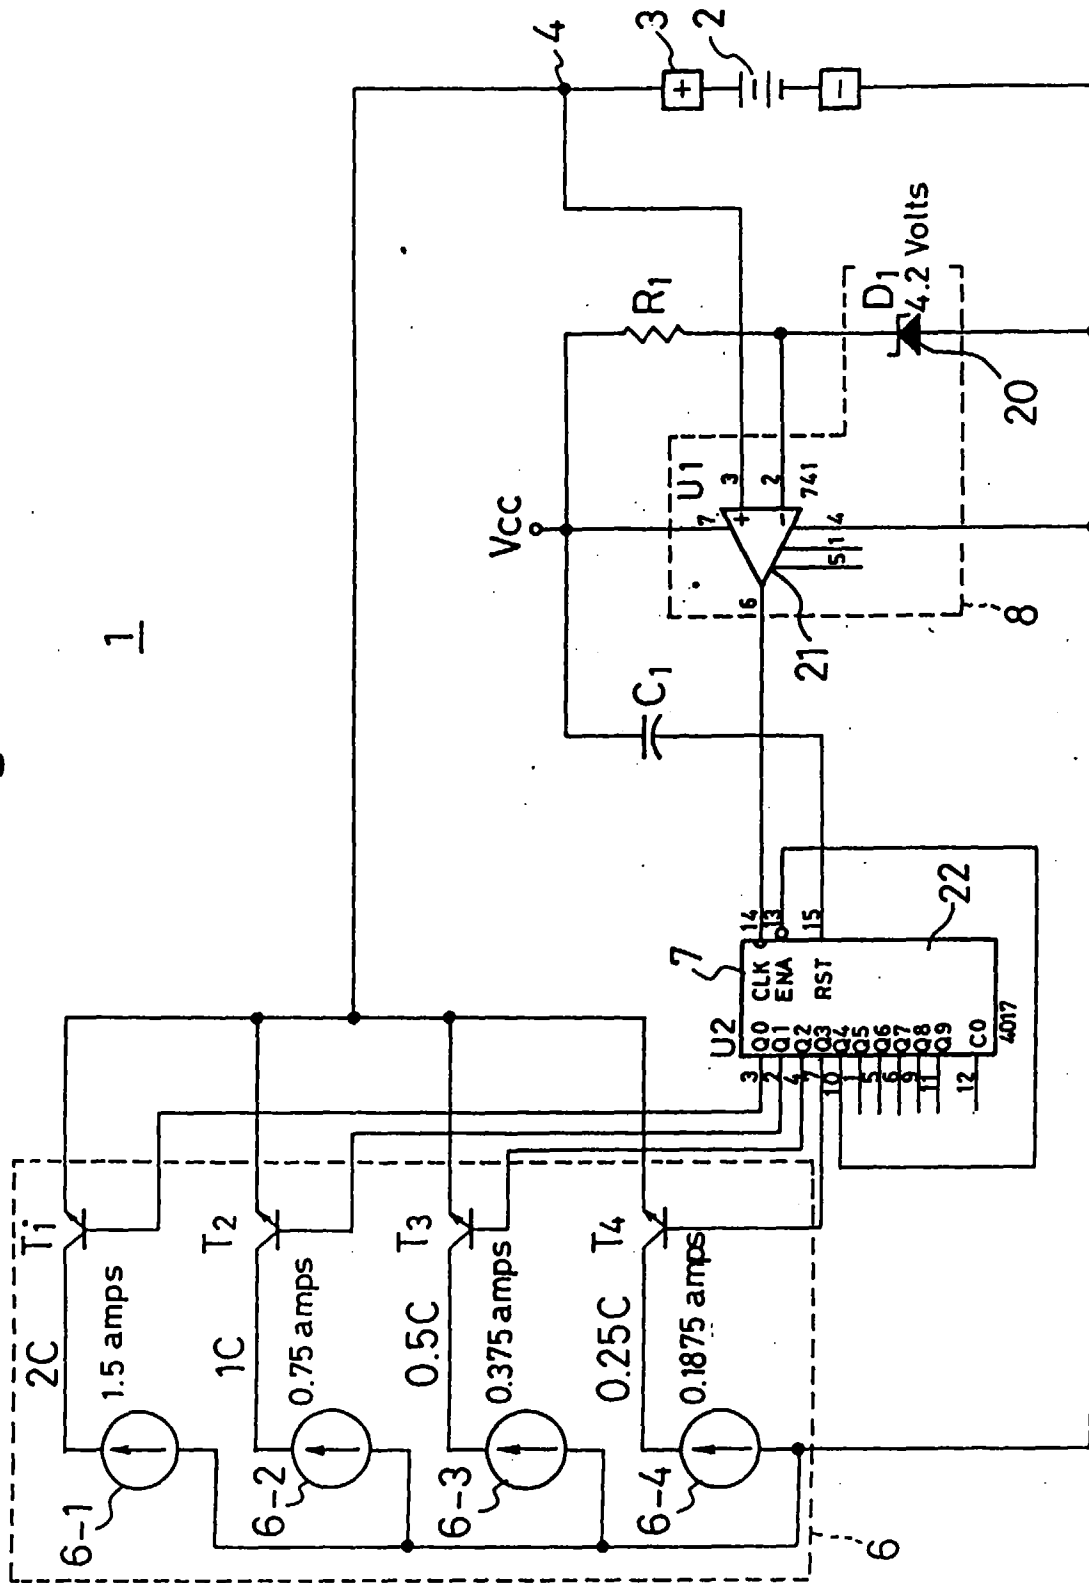 1
2C
T1
1.5 amps
6-1
1C
T2
0.75 amps
6-2
0.5C
T3
0.375 amps
6-3
0.25C
T4
0.1875 amps
6-4
6
U2
7
3
Q0
CLK
14
2
Q1
ENA
13
4
Q2
7
Q3
RST
15
10
Q4
1
Q5
5
Q6
6
Q7
9
Q8
11
Q9
12
CO
4017
22
C1
Vcc
U1
7
3
+
2
-
741
6
5
1
4
21
8
R1
D1
4.2 Volts
20
4
3
+
2
-